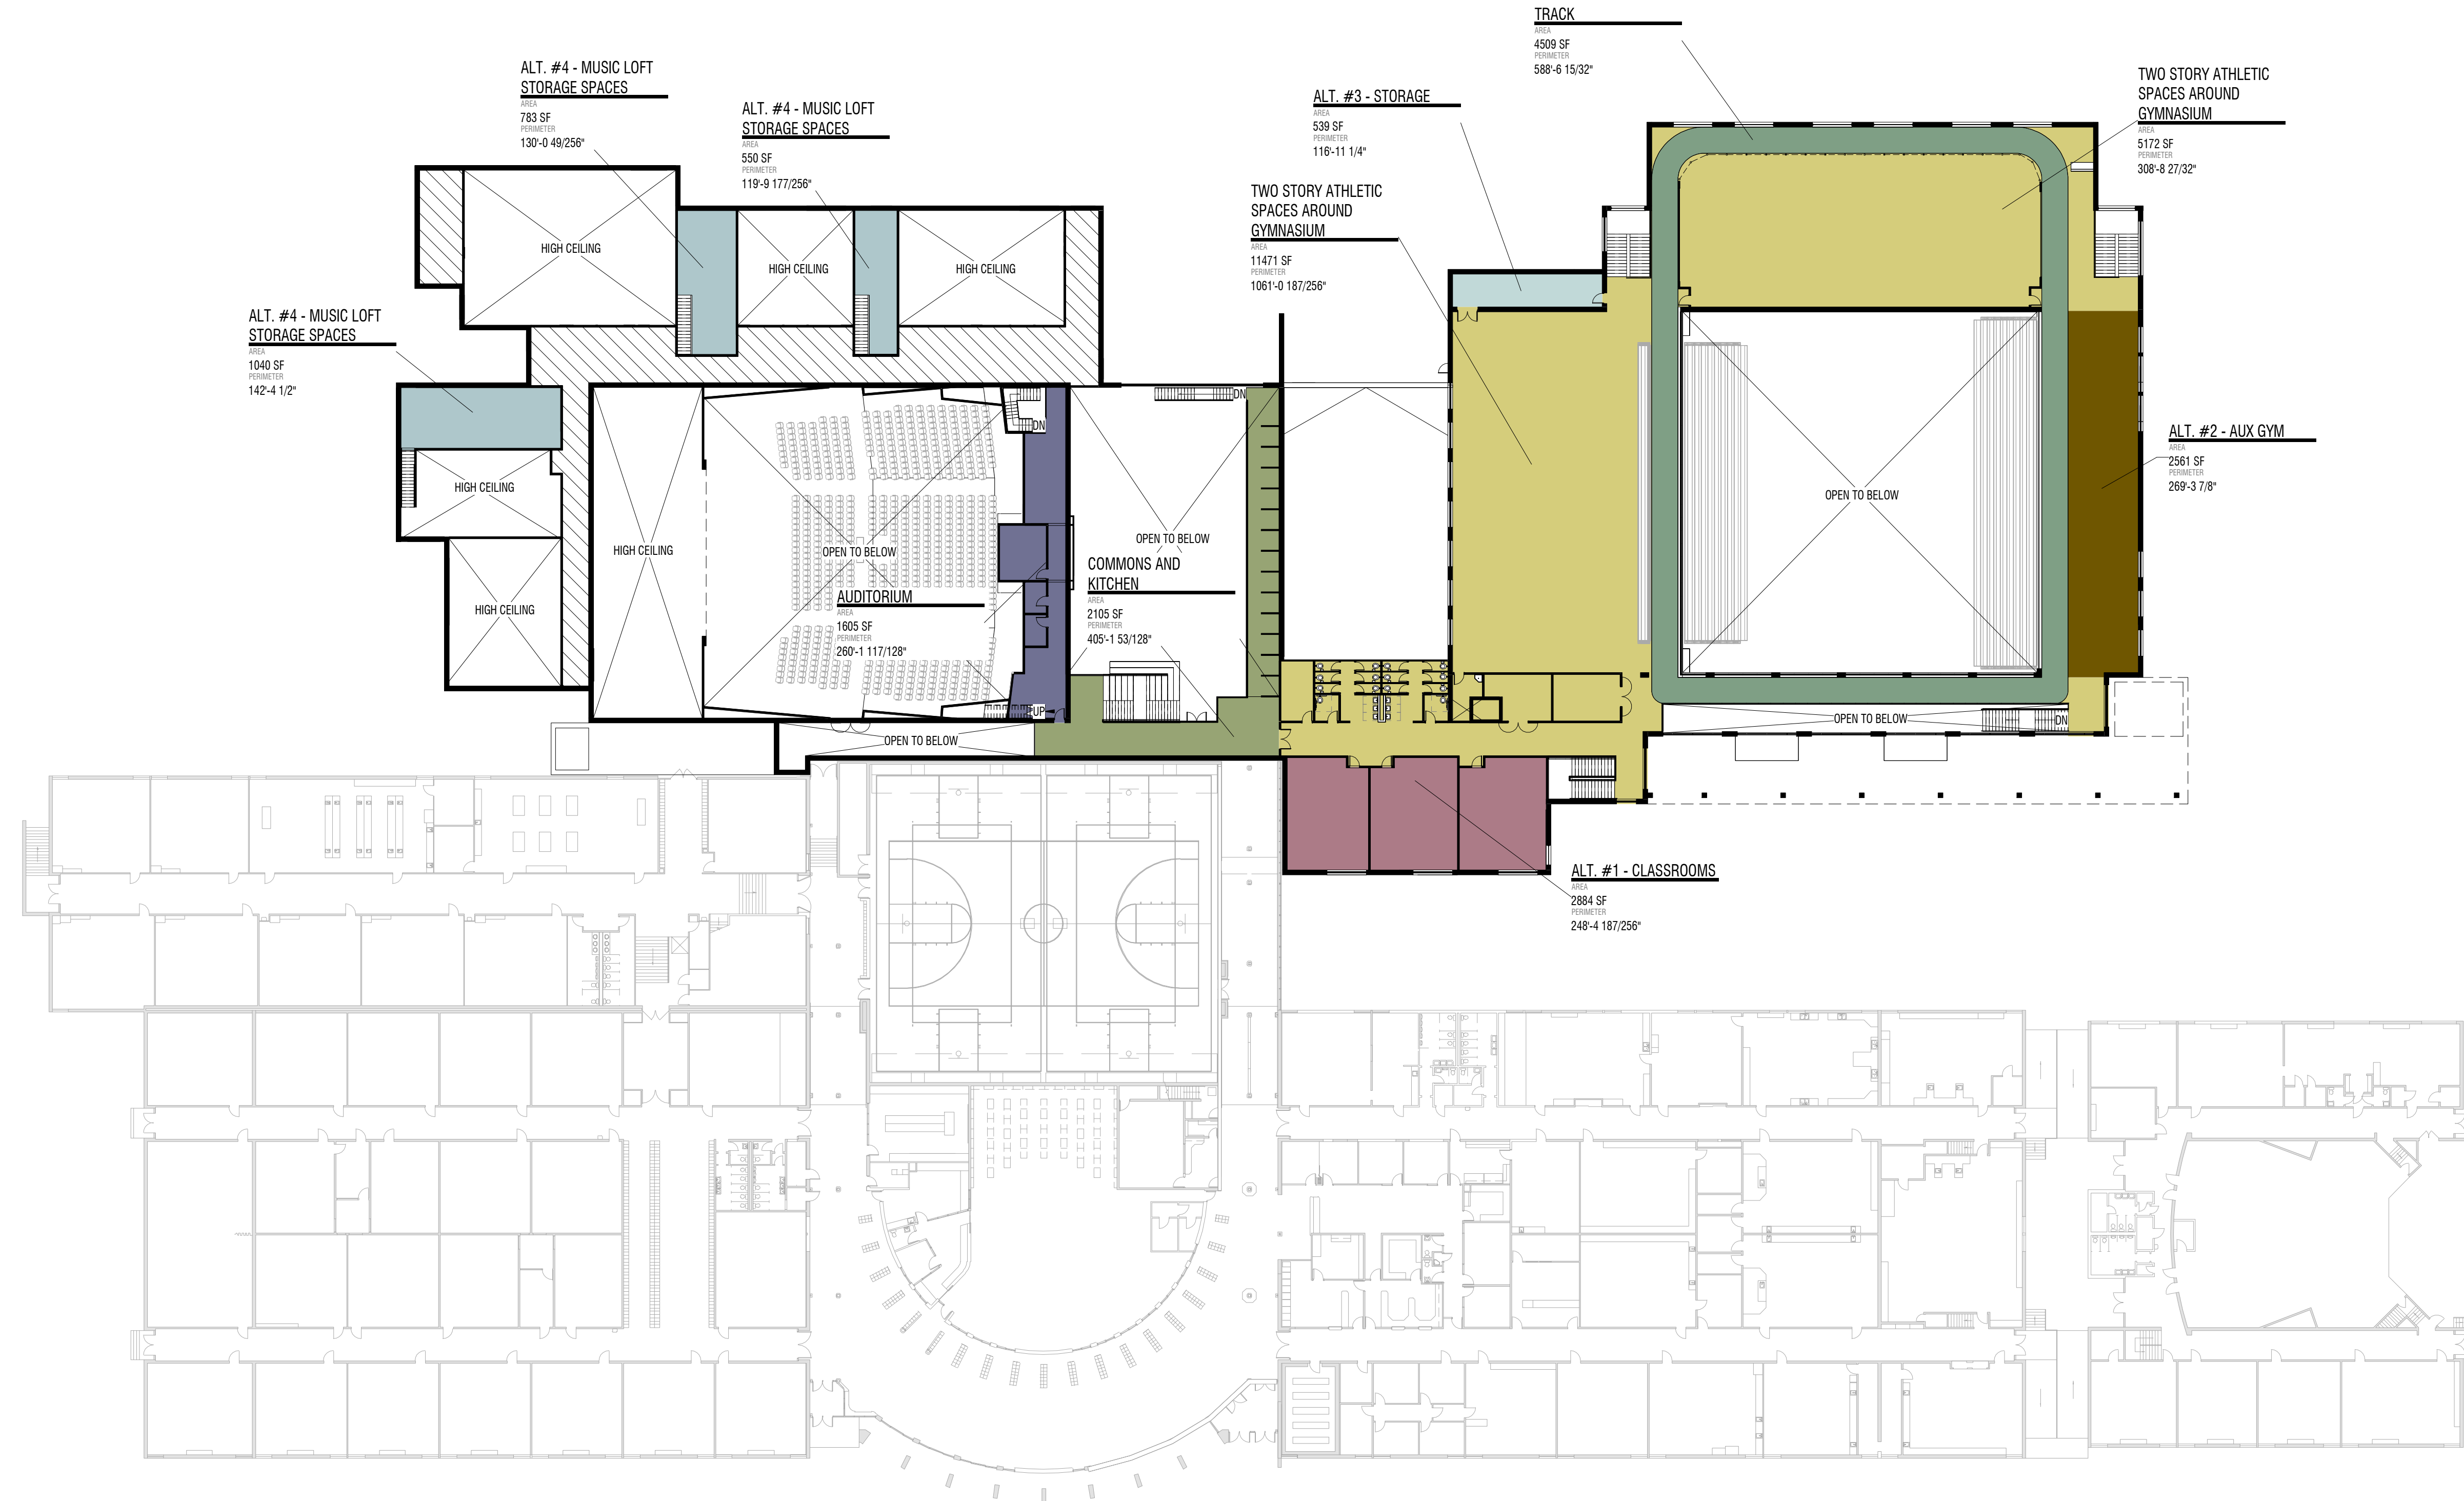 TRACK
AREA
4509 SF
PERIMETER
588'-6 15/32"
ALT. #4 - MUSIC LOFT
STORAGE SPACES
AREA
783 SF
PERIMETER
130'-0 49/256"
TWO STORY ATHLETIC
SPACES AROUND
GYMNASIUM
AREA
5172 SF
PERIMETER
308'-8 27/32"
ALT. #3 - STORAGE
AREA
539 SF
PERIMETER
116'-11 1/4"
ALT. #4 - MUSIC LOFT
STORAGE SPACES
AREA
550 SF
PERIMETER
119'-9 177/256"
TWO STORY ATHLETIC
SPACES AROUND
GYMNASIUM
AREA
11471 SF
PERIMETER
1061'-0 187/256"
HIGH CEILING
HIGH CEILING
HIGH CEILING
ALT. #4 - MUSIC LOFT
STORAGE SPACES
AREA
1040 SF
PERIMETER
142'-4 1/2"
DN
DN
ALT. #2 - AUX GYM
AREA
2561 SF
PERIMETER
269'-3 7/8"
HIGH CEILING
OPEN TO BELOW
OPEN TO BELOW
HIGH CEILING
OPEN TO BELOW
COMMONS AND
KITCHEN
AREA
2105 SF
PERIMETER
405'-1 53/128"
AUDITORIUM
AREA
1605 SF
PERIMETER
260'-1 117/128"
HIGH CEILING
UP
OPEN TO BELOW
DN
OPEN TO BELOW
ALT. #1 - CLASSROOMS
AREA
2884 SF
PERIMETER
248'-4 187/256"